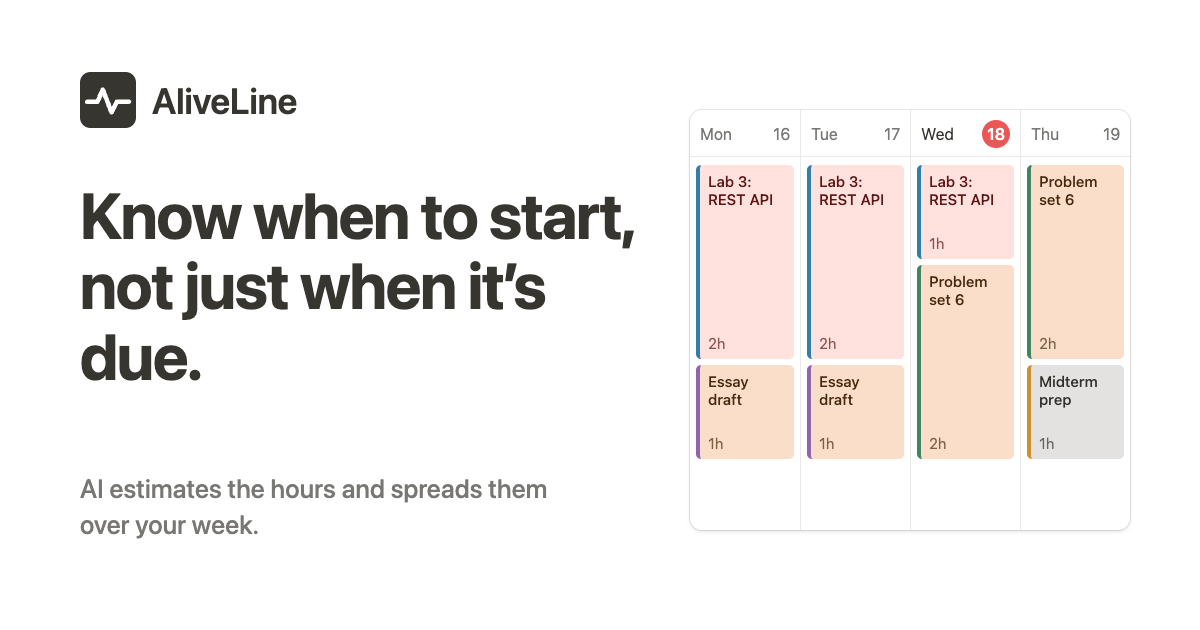 AliveLine
Know when to start,
not just when it’s
due.
AI estimates the hours and spreads them
over your week.
Mon 16
Lab 3:
REST API
2h
Essay
draft
1h
Tue 17
Lab 3:
REST API
2h
Essay
draft
1h
Wed 18
Lab 3:
REST API
1h
Problem
set 6
2h
Thu 19
Problem
set 6
2h
Midterm
prep
1h